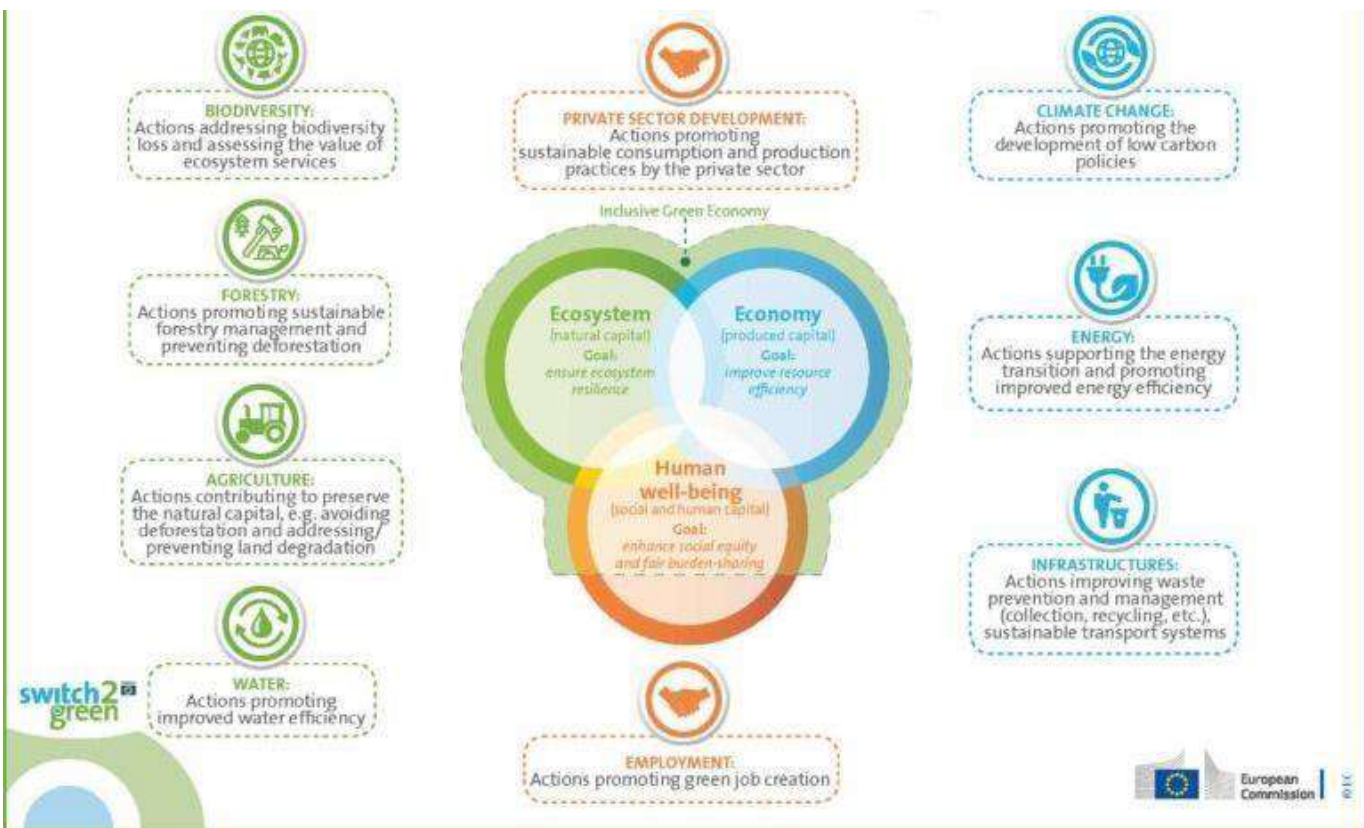 BIODIVERSITY:
Actions addressing biodiversity
loss and assessing the value of
ecosystem services
FORESTRY:
Actions promoting sustainable
forestry management and
preventing deforestation
AGRICULTURE:
Actions contributing to preserve
the natural capital, e.g. avoiding
deforestation and addressing/
preventing land degradation
WATER:
Actions promoting
improved water efficiency
switch2
green
PRIVATE SECTOR DEVELOPMENT:
Actions promoting
sustainable consumption and production
practices by the private sector
Inclusive Green Economy
Ecosystem
(natural capital)
Goal:
ensure ecosystem
resilience
Economy
(produced capital)
Goal:
improve resource
efficiency
Human
well-being
(social and human capital)
Goal:
enhance social equity
and fair burden-sharing
EMPLOYMENT:
Actions promoting green job creation
CLIMATE CHANGE:
Actions promoting the
development of low carbon
policies
ENERGY:
Actions supporting the energy
transition and promoting
improved energy efficiency
INFRASTRUCTURES:
Actions improving waste
prevention and management
(collection, recycling, etc.),
sustainable transport systems
European
Commission